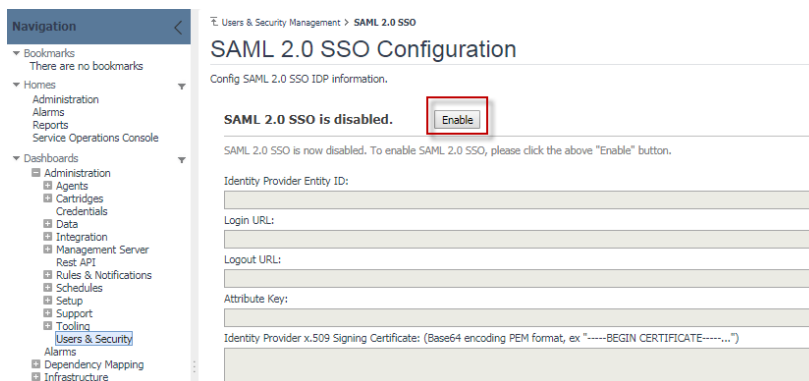 Navigation
Bookmarks
There are no bookmarks
Homes
Administration
Alarms
Reports
Service Operations Console
Dashboards
Administration
Agents
Cartridges
Credentials
Data
Integration
Management Server
Rest API
Rules & Notifications
Schedules
Setup
Support
Tooling
Users & Security
Alarms
Dependency Mapping
Infrastructure
Users & Security Management > SAML 2.0 SSO
SAML 2.0 SSO Configuration
Config SAML 2.0 SSO IDP information.
SAML 2.0 SSO is disabled. Enable
SAML 2.0 SSO is now disabled. To enable SAML 2.0 SSO, please click the above "Enable" button.
Identity Provider Entity ID:
Login URL:
Logout URL:
Attribute Key:
Identity Provider x.509 Signing Certificate: (Base64 encoding PEM format, ex "-----BEGIN CERTIFICATE-----...")